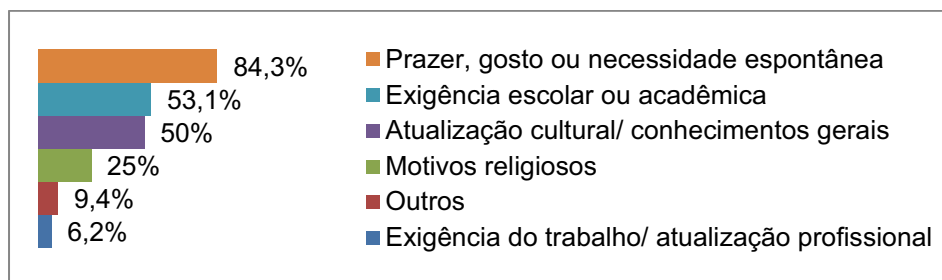 84,3% Prazer, gosto ou necessidade espontânea
53,1% Exigência escolar ou acadêmica
50% Atualização cultural/ conhecimentos gerais
25% Motivos religiosos
9,4% Outros
6,2% Exigência do trabalho/ atualização profissional